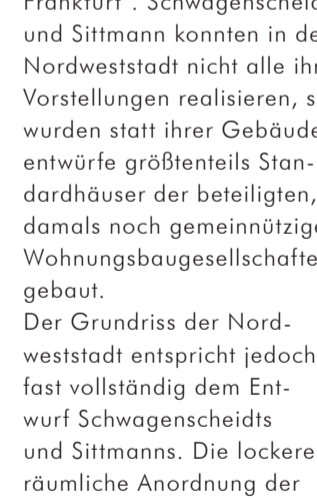 Frankfurt". Schwagenscheid
und Sittmann konnten in de
Nordweststadt nicht alle ihr
Vorstellungen realisieren, s
wurden statt ihrer Gebäude
entwürfe größtenteils Stan-
dardhäuser der beteiligten,
damals noch gemeinnützige
Wohnungsbaugesellschafte
gebaut.
Der Grundriss der Nord-
weststadt entspricht jedoch
fast vollständig dem Ent-
wurf Schwagenscheidts
und Sittmanns. Die lockere
räumliche Anordnung der